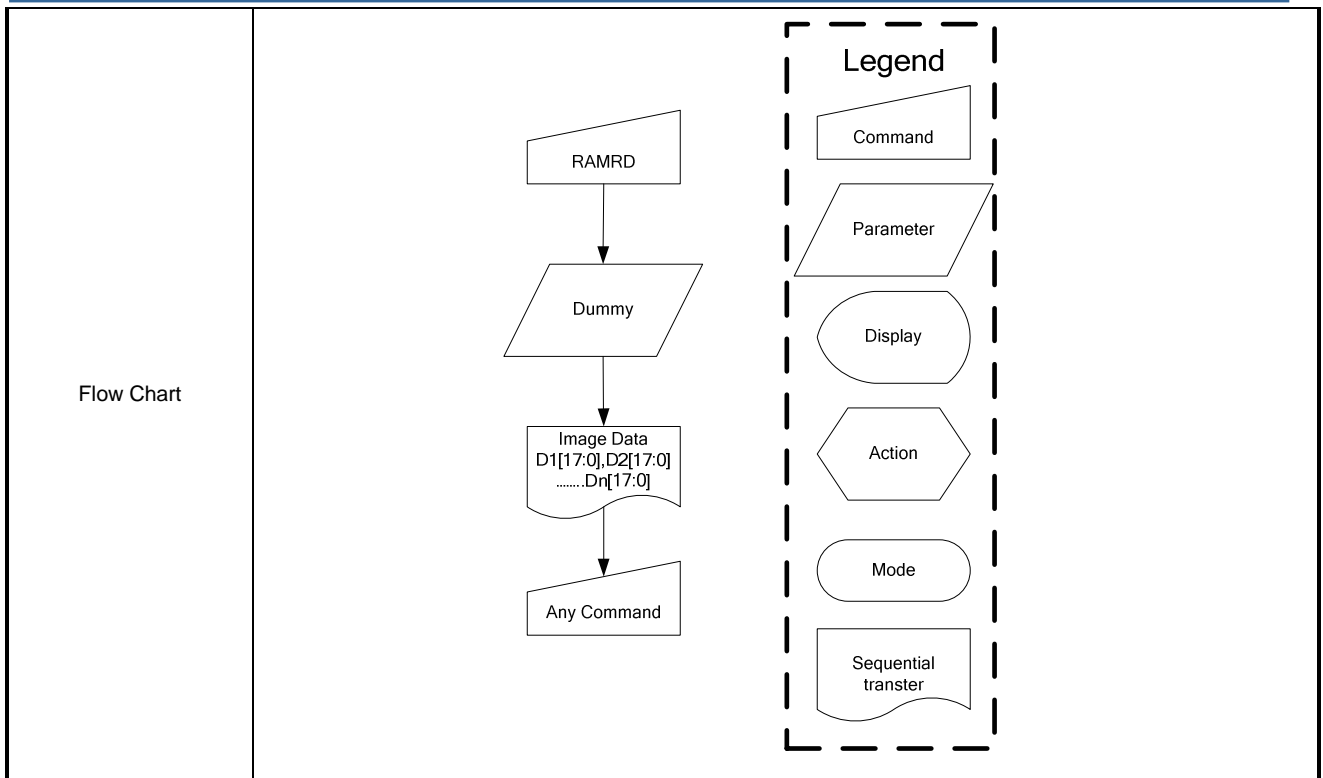 Flow Chart
RAMRD
Dummy
Image Data
D1[17:0],D2[17:0]
........Dn[17:0]
Any Command
Legend
Command
Parameter
Display
Action
Mode
Sequential
transter